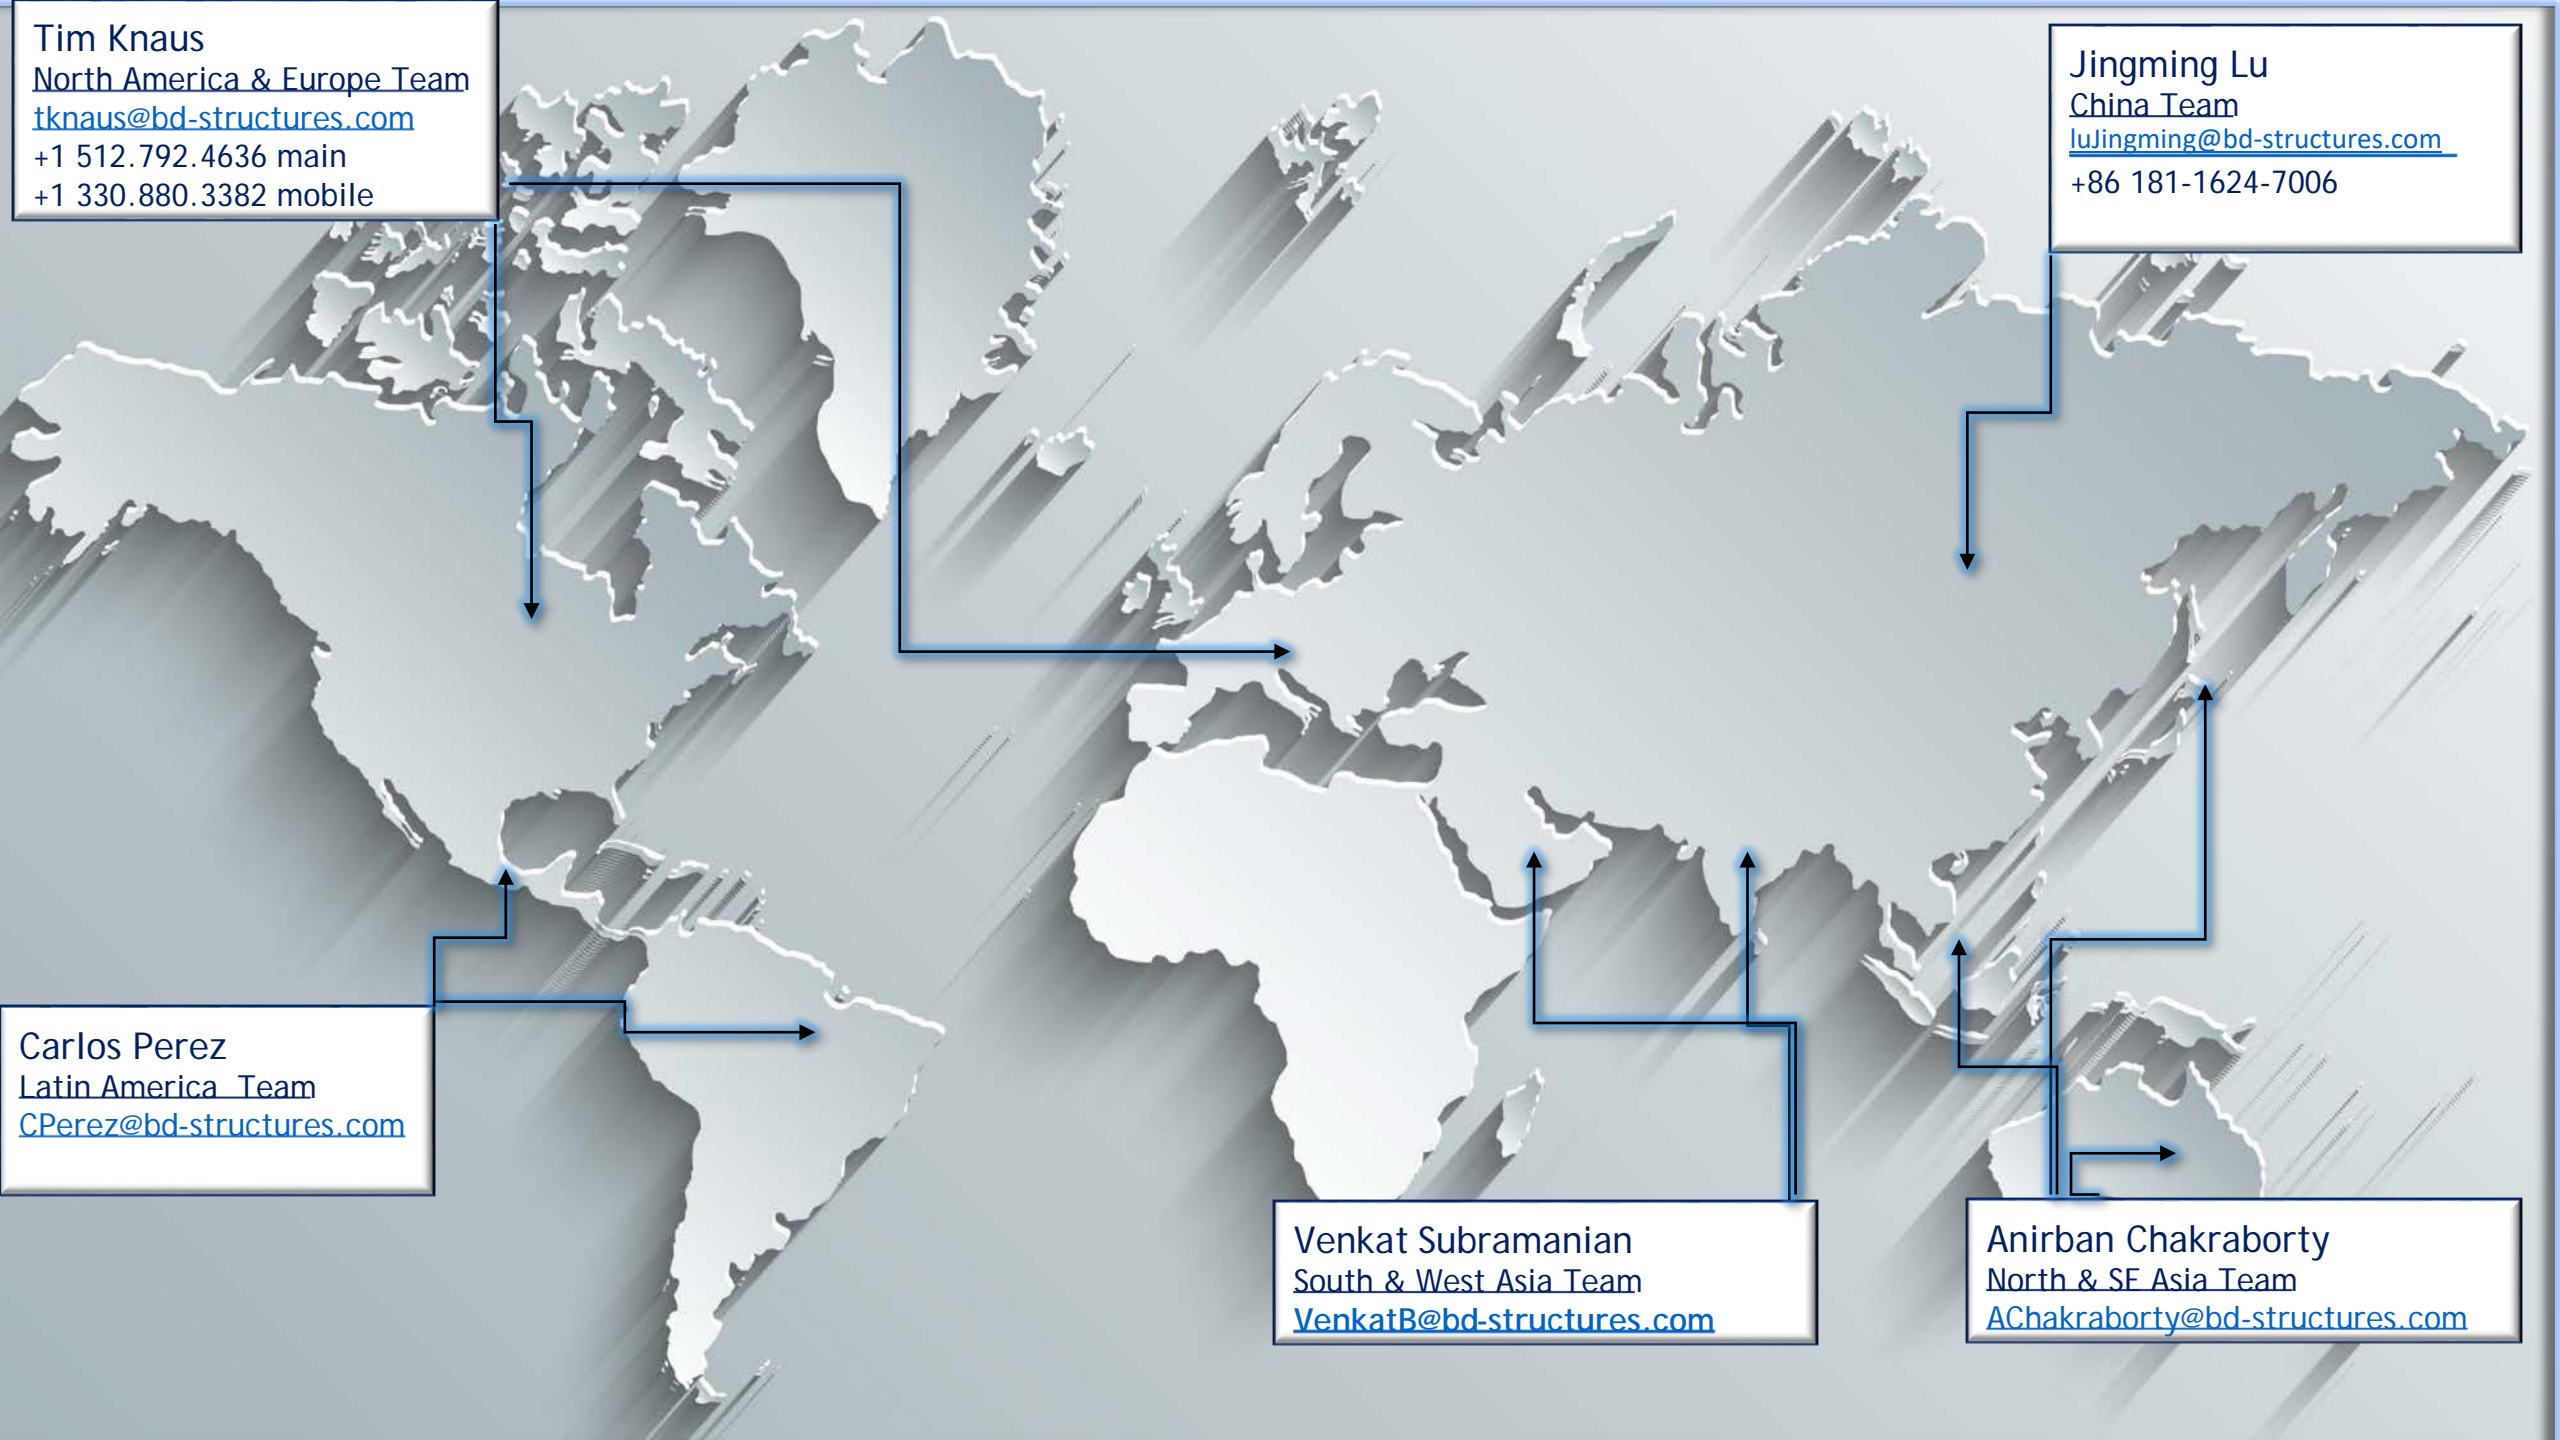 Tim Knaus
North America & Europe Team
tknaus@bd-structures.com
+1 512.792.4636 main
+1 330.880.3382 mobile
Jingming Lu
China Team
luJingming@bd-structures.com
+86 181-1624-7006
Carlos Perez
Latin America  Team
CPerez@bd-structures.com
Venkat Subramanian
South & West Asia Team
VenkatB@bd-structures.com
Anirban Chakraborty
North & SE Asia Team
AChakraborty@bd-structures.com